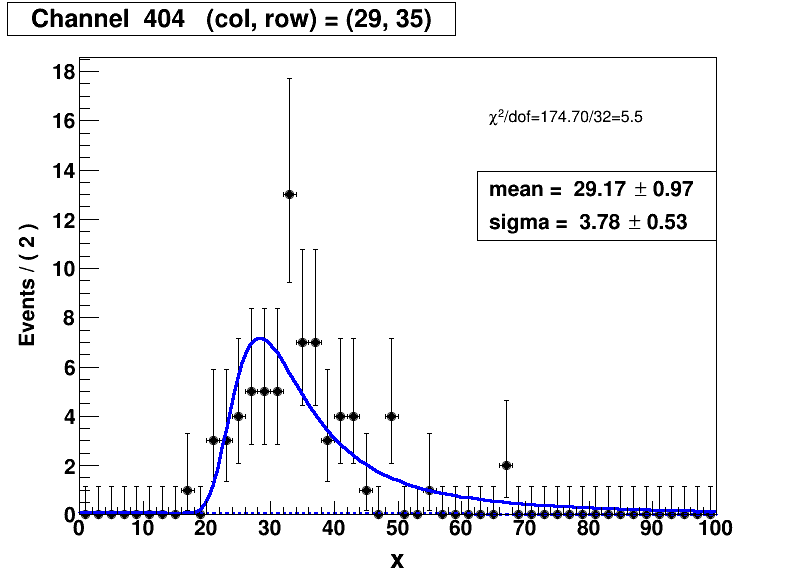 Channel 404 (col, row) = (29, 35)
χ²/dof=174.70/32=5.5
mean = 29.17 ± 0.97
sigma = 3.78 ± 0.53
Events / ( 2 )
18
16
14
12
10
8
6
4
2
0
0 10 20 30 40 50 60 70 80 90 100
x